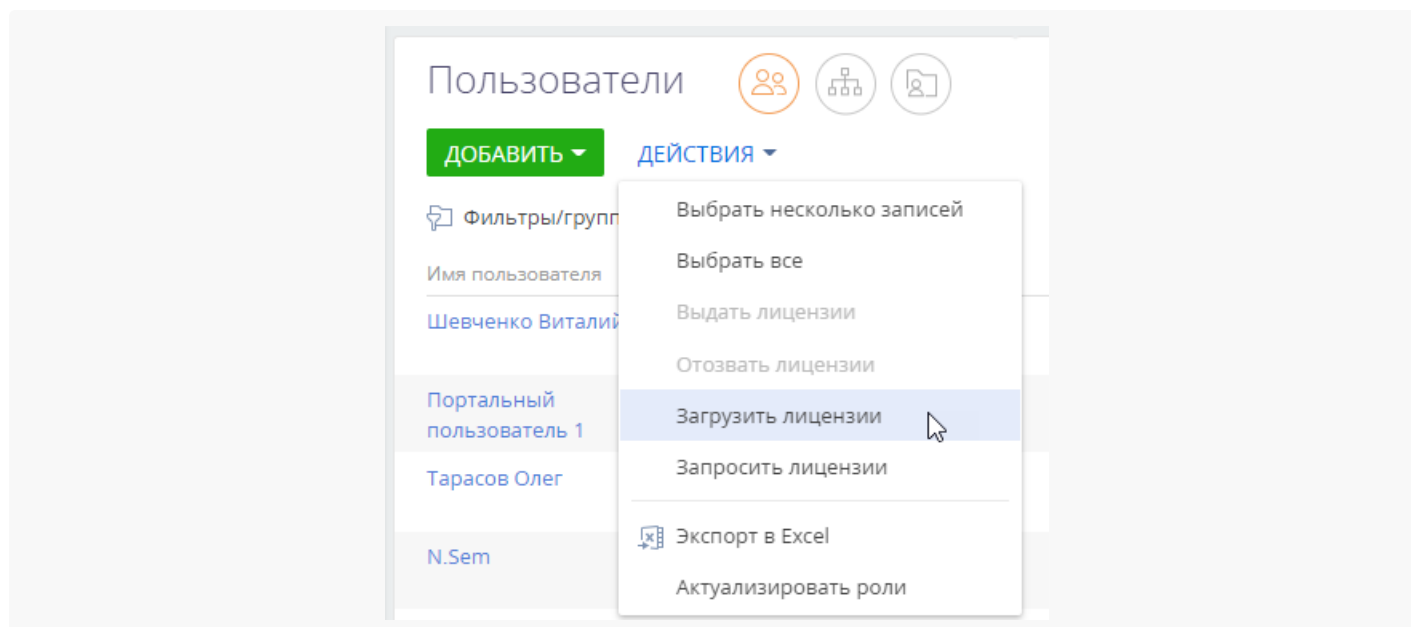 Пользователи
ДОБАВИТЬ ДЕЙСТВИЯ
Выбрать несколько записей
Фильтры/групп
Выбрать все
Имя пользователя
Выдать лицензии
Шевченко Виталий
Отозвать лицензии
Портальный
пользователь 1
Загрузить лицензии
Запросить лицензии
Тарасов Олег
Экспорт в Excel
N.Sem
Актуализировать роли